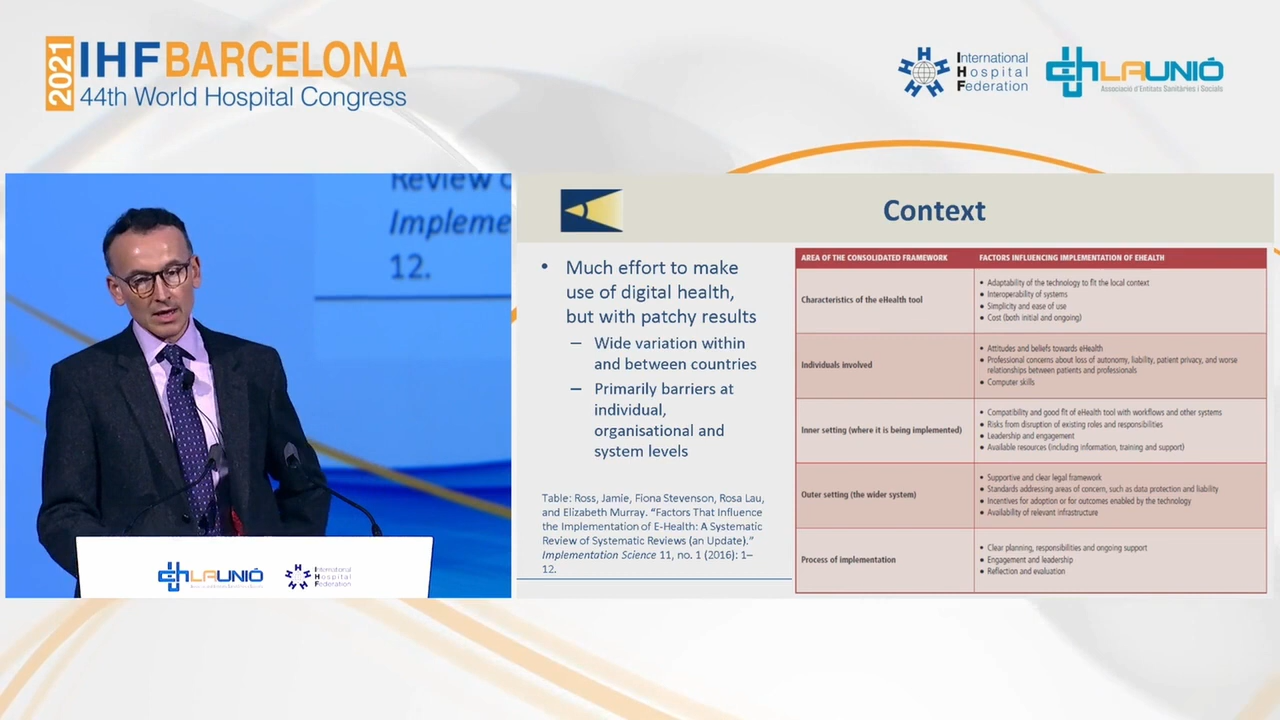 2021
IHF BARCELONA
44th World Hospital Congress
International
Hospital
Federation
LAUNIÓ
Associació d'Entitats Sanitàries i Socials
Review
Impleme
12.
LAUNIÓ
International
Hospital
Federation
Context
• Much effort to make
use of digital health,
but with patchy results
– Wide variation within
and between countries
– Primarily barriers at
individual,
organisational and
system levels
Table: Ross, Jamie, Fiona Stevenson, Rosa Lau,
and Elizabeth Murray. “Factors That Influence
the Implementation of E-Health: A Systematic
Review of Systematic Reviews (an Update).”
Implementation Science 11, no. 1 (2016): 1–
12.
AREA OF THE CONSOLIDATED FRAMEWORK
FACTORS INFLUENCING IMPLEMENTATION OF EHEALTH
Characteristics of the eHealth tool
• Adaptability of the technology to fit the local context
• Interoperability of systems
• Simplicity and ease of use
• Cost (both initial and ongoing)
Individuals involved
• Attitudes and beliefs towards eHealth
• Professional concerns about loss of autonomy, liability, patient privacy, and worse
relationships between patients and professionals
• Computer skills
Inner setting (where it is being implemented)
• Compatibility and good fit of eHealth tool with workflows and other systems
• Risks from disruption of existing roles and responsibilities
• Leadership and engagement
• Available resources (including information, training and support)
Outer setting (the wider system)
• Supportive and clear legal framework
• Standards addressing areas of concern, such as data protection and liability
• Incentives for adoption or for outcomes enabled by the technology
• Availability of relevant infrastructure
Process of implementation
• Clear planning, responsibilities and ongoing support
• Engagement and leadership
• Reflection and evaluation